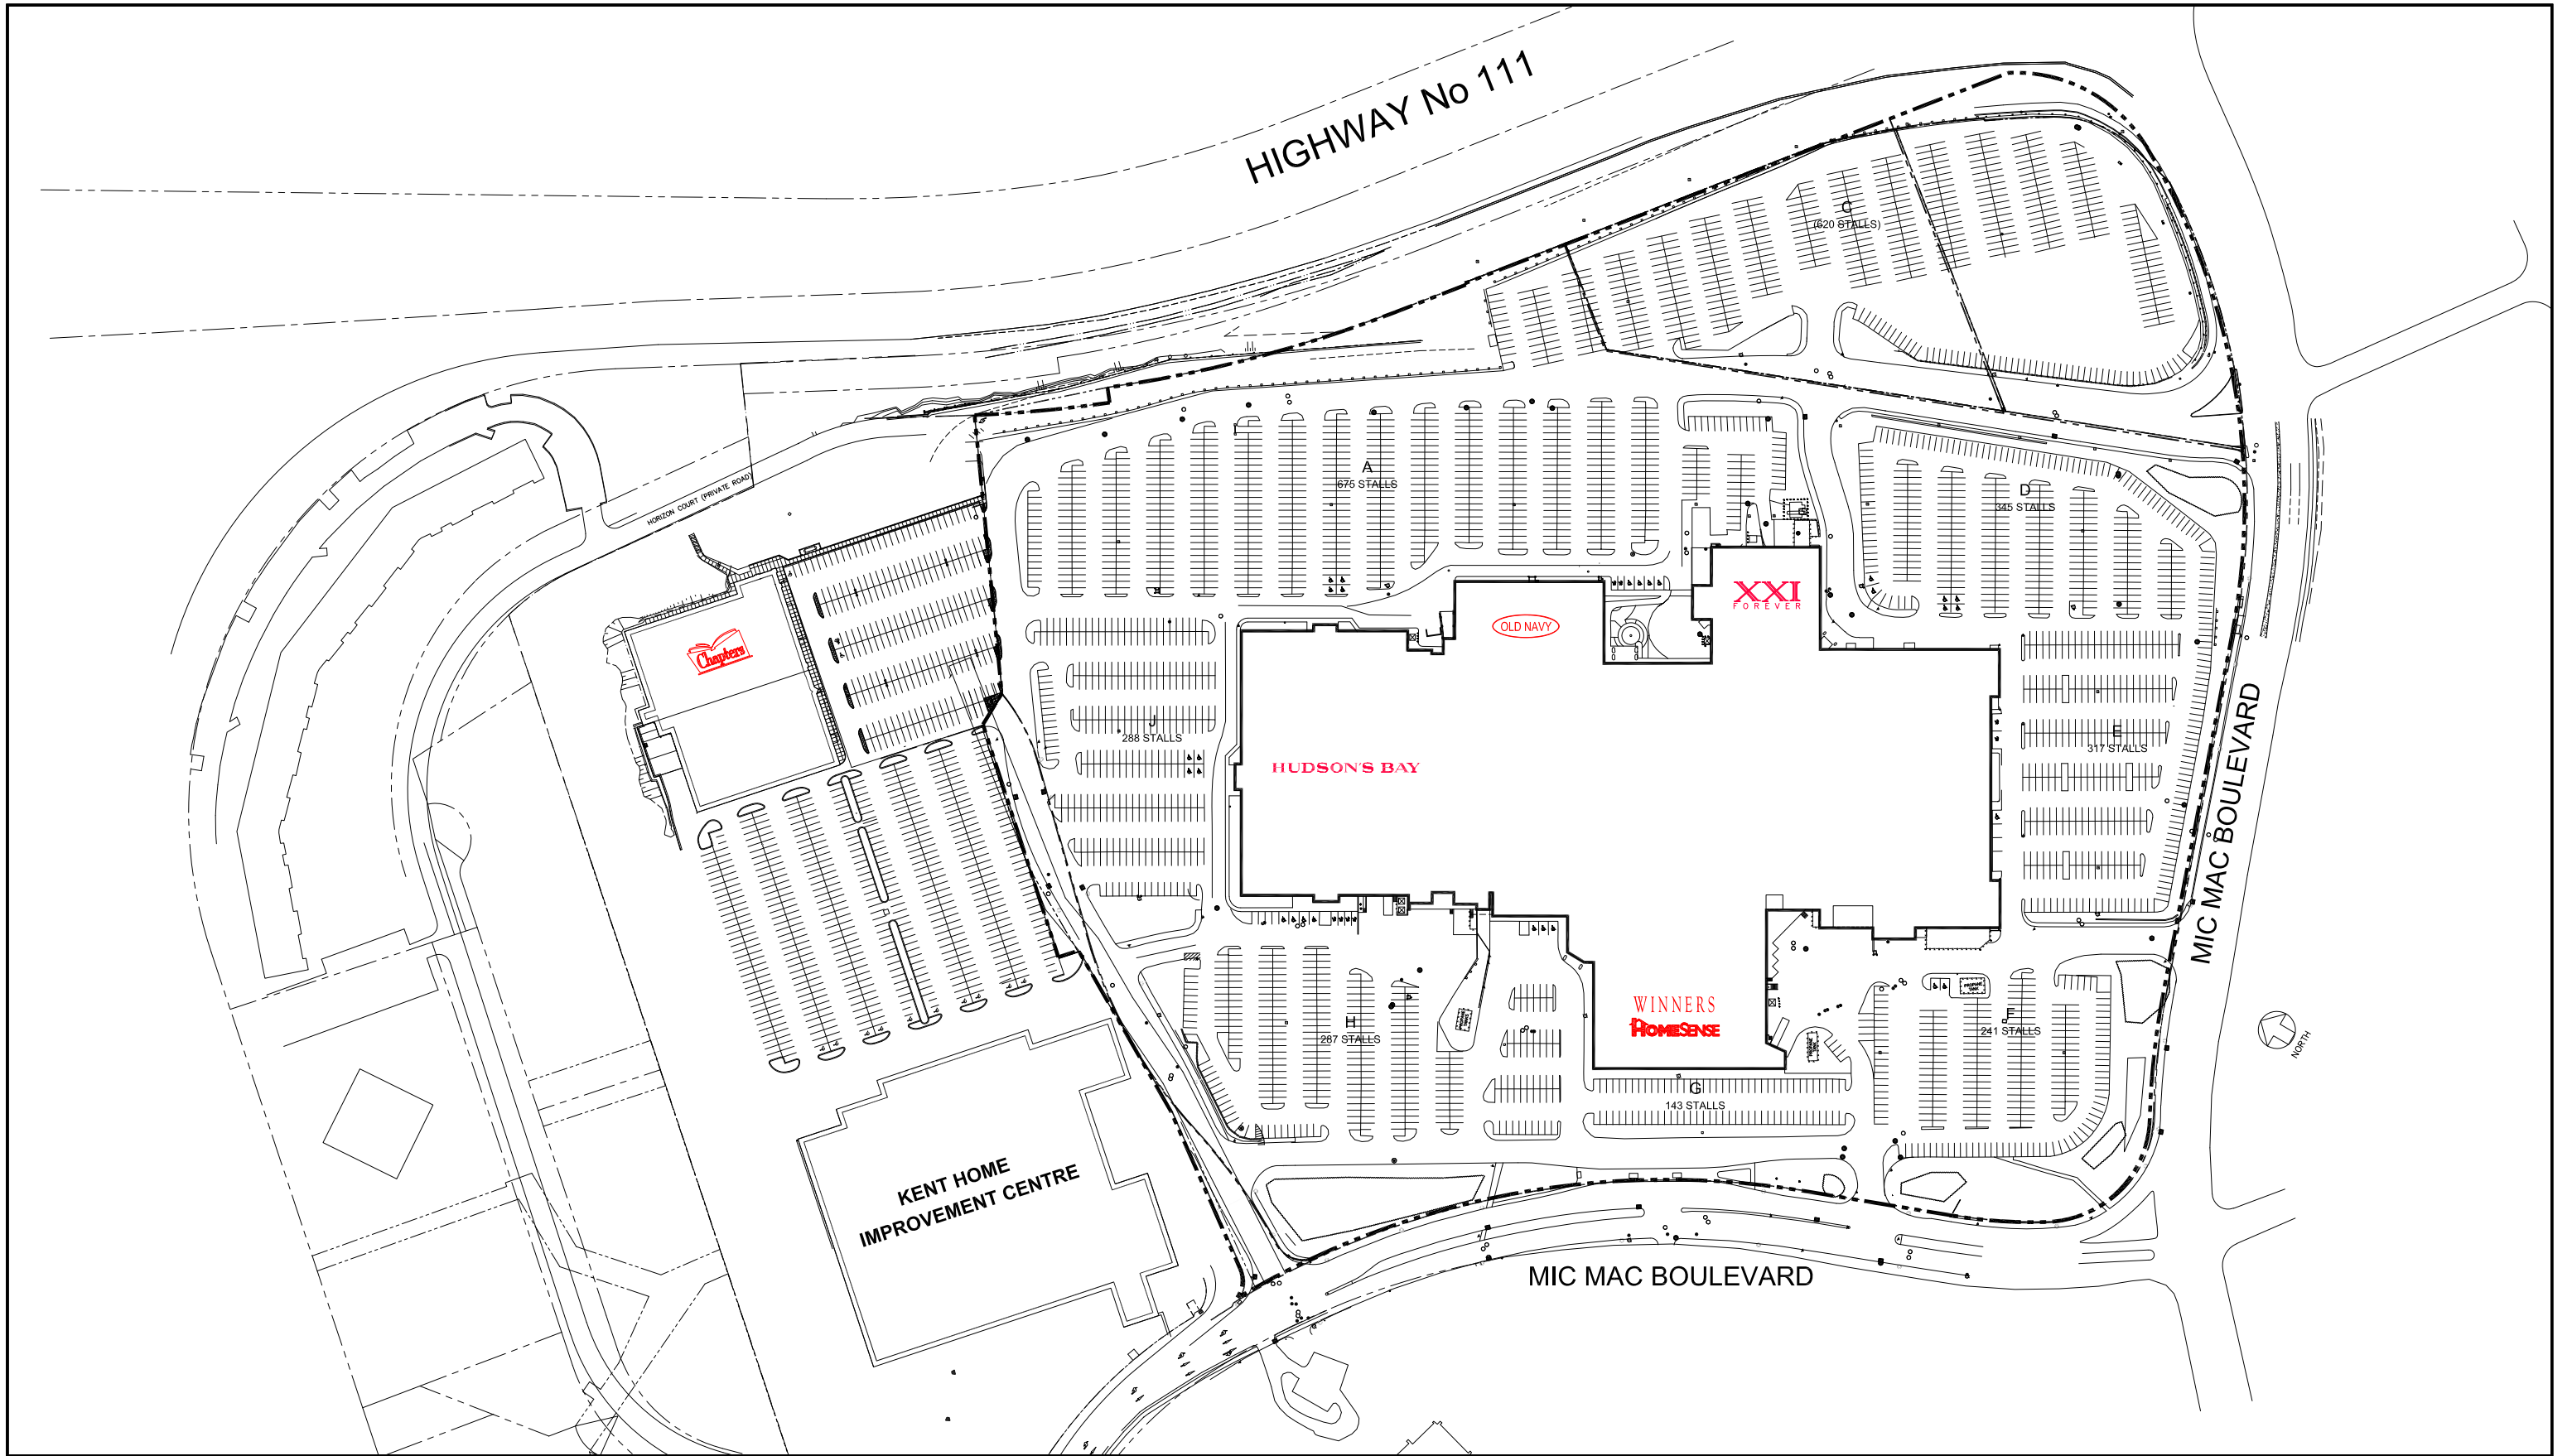 HIGHWAY No 111
C
(620 STALLS)
A
675 STALLS
D
345 STALLS
HORIZON COURT (PRIVATE ROAD)
XXI
FOREVER
OLD NAVY
Chapters
J
288 STALLS
E
317 STALLS
HUDSON'S BAY
MIC MAC BOULEVARD
WINNERS
HOMESENSE
H
287 STALLS
PROPANE
TANK
F
241 STALLS
NORTH
G
143 STALLS
KENT HOME
IMPROVEMENT CENTRE
MIC MAC BOULEVARD